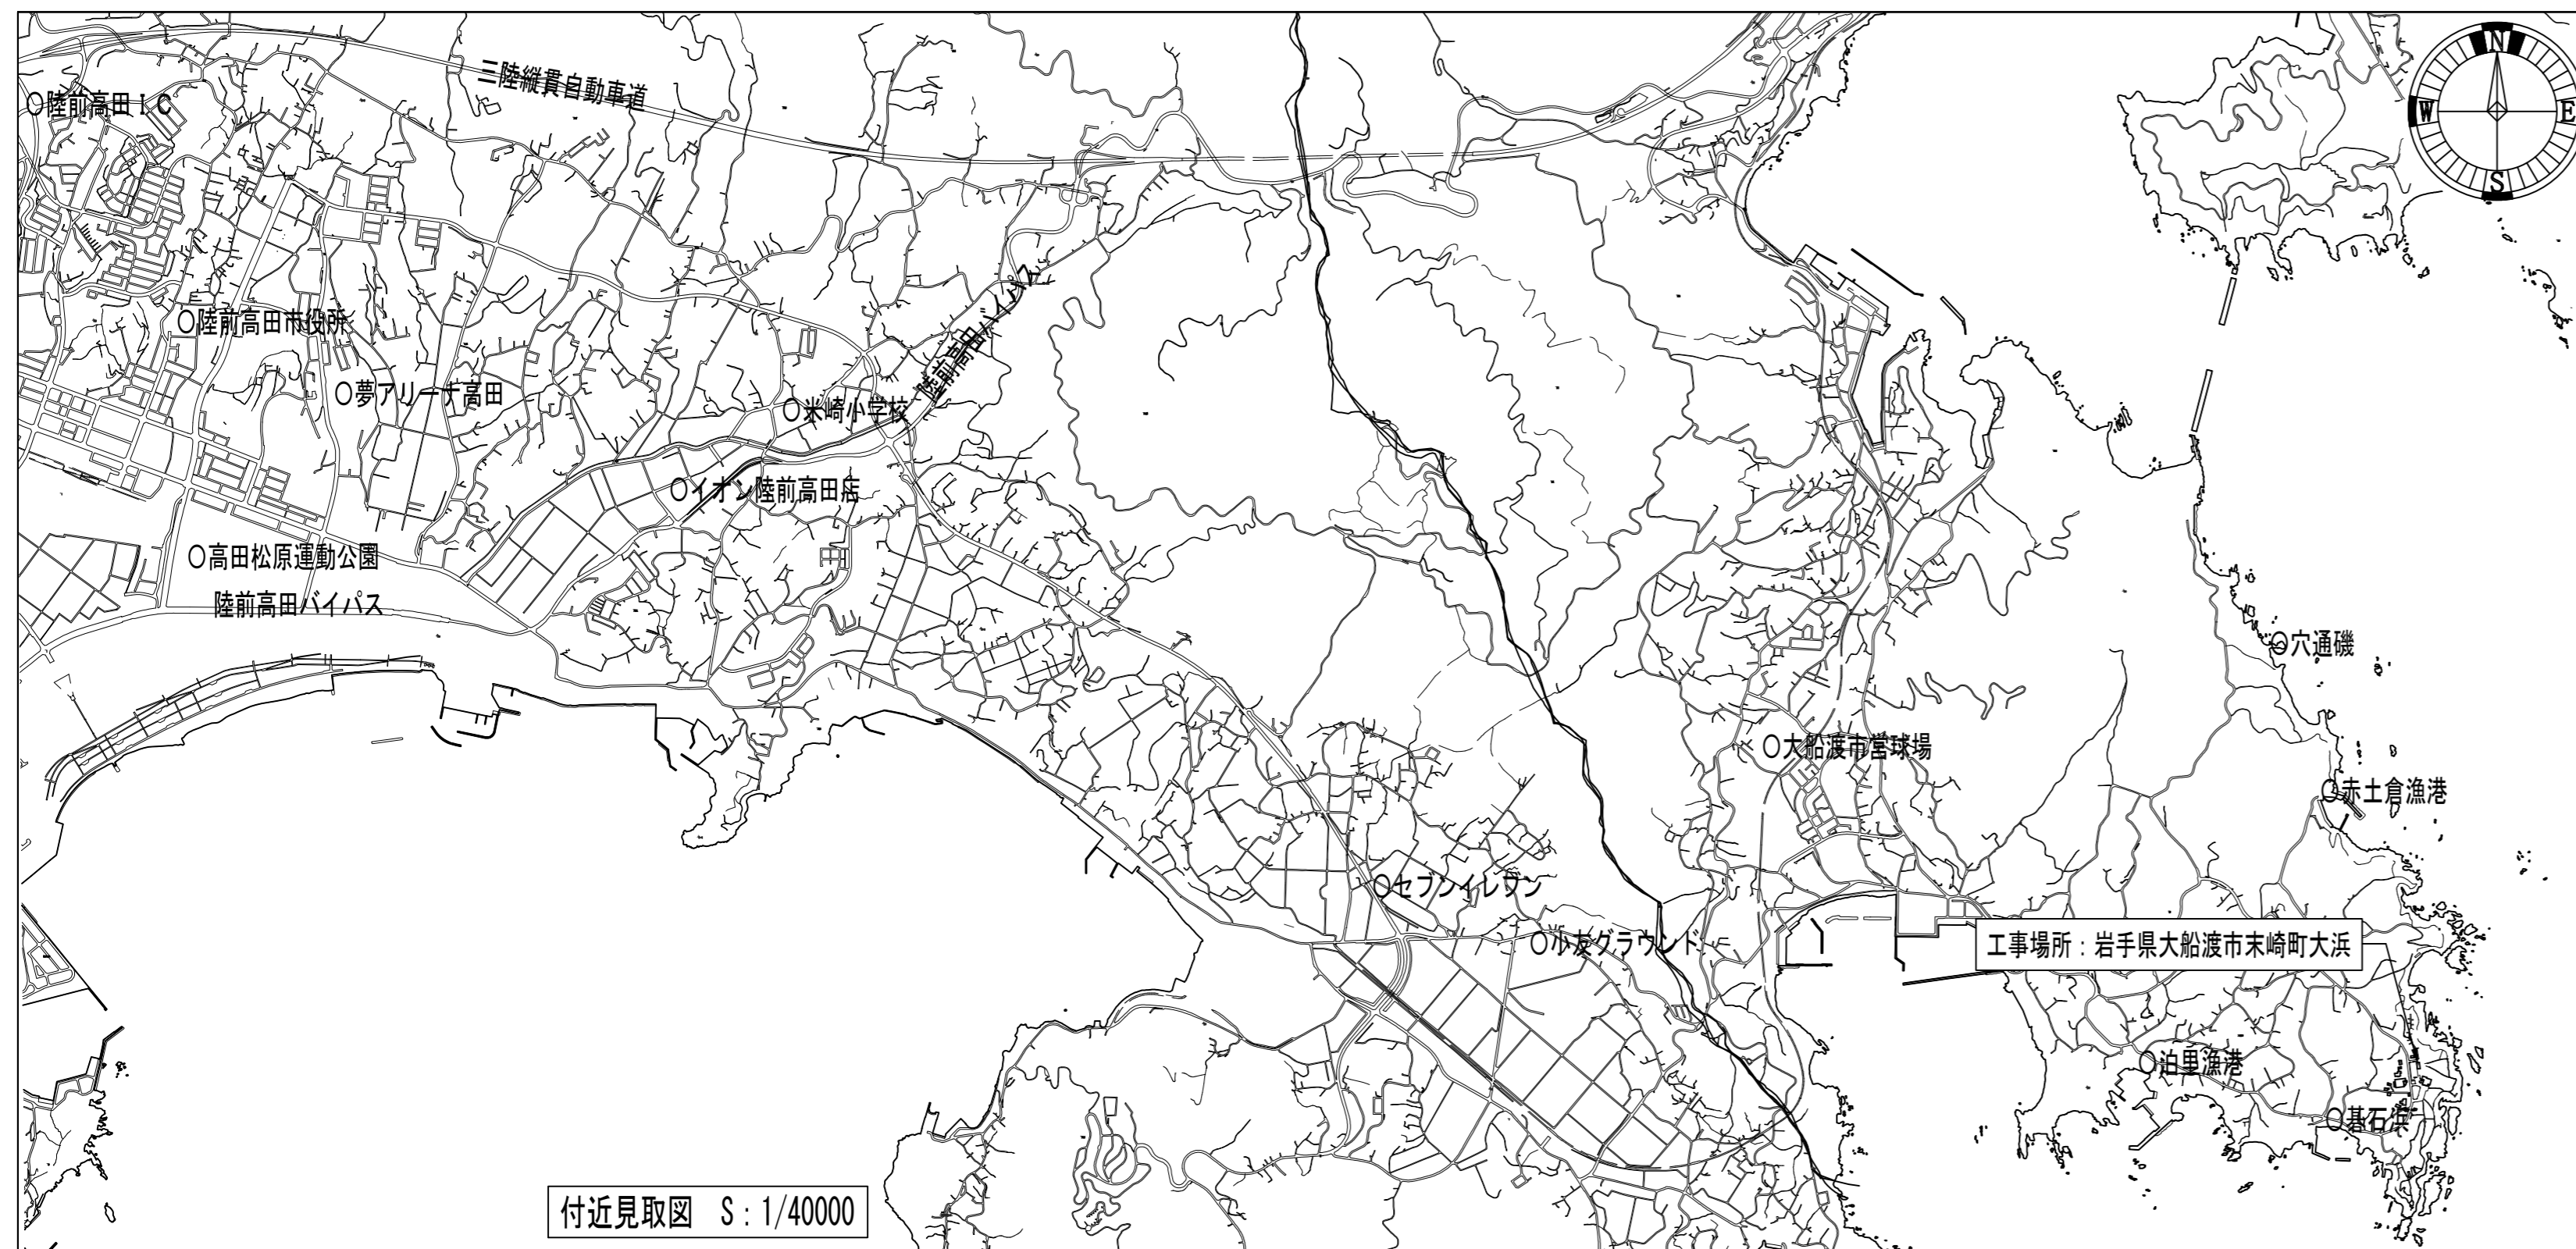 N
三陸縦貫自動車道
○陸前高田ＩＣ
W
E
S
○陸前高田市役所
陸前高田バイパス
○夢アリーナ高田
○米崎小学校
○イオン陸前高田店
○高田松原運動公園
陸前高田バイパス
○穴通磯
○大船渡市営球場
○赤土倉漁港
○セブンイレブン
○小友グラウンド
工事場所：岩手県大船渡市末崎町大浜
○泊里漁港
○碁石浜
付近見取図　S：1/40000